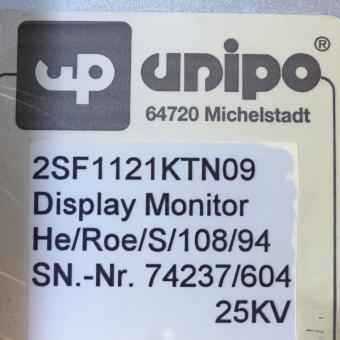 up unipo®
64720 Michelstadt
2SF1121KTN09
Display Monitor
He/Roe/S/108/94
SN.-Nr. 74237/604
25KV